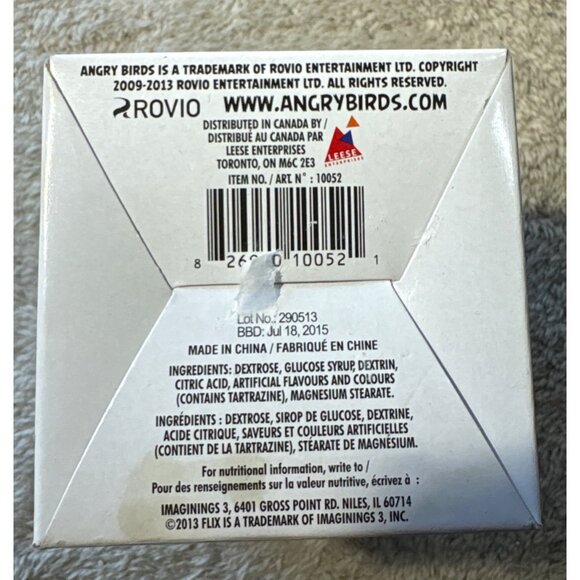 ANGRY BIRDS IS A TRADEMARK OF ROVIO ENTERTAINMENT LTD. COPYRIGHT
2009-2013 ROVIO ENTERTAINMENT LTD. ALL RIGHTS RESERVED.
ROVIO WWW.ANGRYBIRDS.COM
DISTRIBUTED IN CANADA BY /
DISTRIBUÉ AU CANADA PAR
LEESE ENTERPRISES
TORONTO, ON M6C 2E3
LEESE
ENTERPRISES
ITEM NO. / ART. N° : 10052
8 26 0 10052 1
Lot No.: 290513
BBD: Jul 18, 2015
MADE IN CHINA / FABRIQUÉ EN CHINE
INGREDIENTS: DEXTROSE, GLUCOSE SYRUP, DEXTRIN,
CITRIC ACID, ARTIFICIAL FLAVOURS AND COLOURS
(CONTAINS TARTRAZINE), MAGNESIUM STEARATE.
INGRÉDIENTS : DEXTROSE, SIROP DE GLUCOSE, DEXTRINE,
ACIDE CITRIQUE, SAVEURS ET COULEURS ARTIFICIELLES
(CONTIENT DE LA TARTRAZINE), STÉARATE DE MAGNÉSIUM.
For nutritional information, write to /
Pour des renseignements sur la valeur nutritive, écrivez à :
IMAGININGS 3, 6401 GROSS POINT RD. NILES, IL 60714
©2013 FLIX IS A TRADEMARK OF IMAGININGS 3, INC.